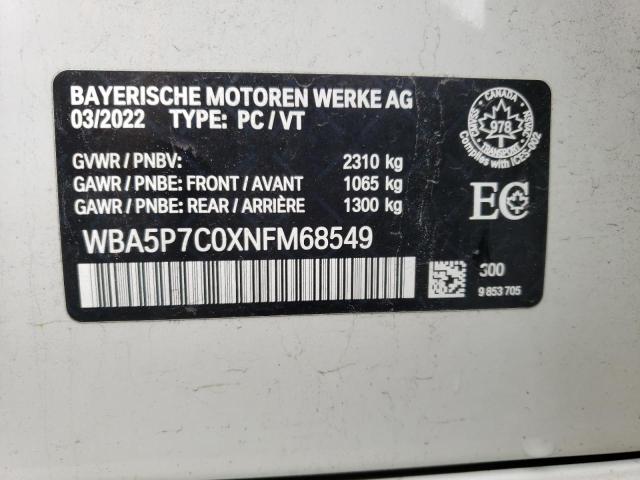 BAYERISCHE MOTOREN WERKE AG
03/2022 TYPE: PC / VT
GVWR / PNBV: 2310 kg
GAWR / PNBE: FRONT / AVANT 1065 kg
GAWR / PNBE: REAR / ARRIÈRE 1300 kg
WBA5P7C0XNFM68549
CANADA
978
TRANSPORT
Complies with ICES-002
EC
300
9 853 705